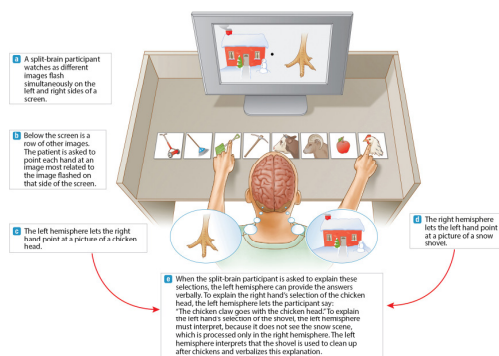 a A split-brain participant
watches as different
images flash
simultaneously on the
left and right sides of a
screen.
b Below the screen is a
row of other images.
The patient is asked to
point each hand at an
image most related to
the image flashed on
that side of the screen.
c The left hemisphere lets the right
hand point at a picture of a chicken
head.
d The right hemisphere
lets the left hand point
at a picture of a snow
shovel.
e When the split-brain participant is asked to explain these
selections, the left hemisphere can provide the answers
verbally. To explain the right hand's selection of the chicken
head, the left hemisphere lets the participant say:
"The chicken claw goes with the chicken head." To explain
the left hand's selection of the shovel, the left hemisphere
must interpret, because it does not see the snow scene,
which is processed only in the right hemisphere. The left
hemisphere interprets that the shovel is used to clean up
after chickens and verbalizes this explanation.